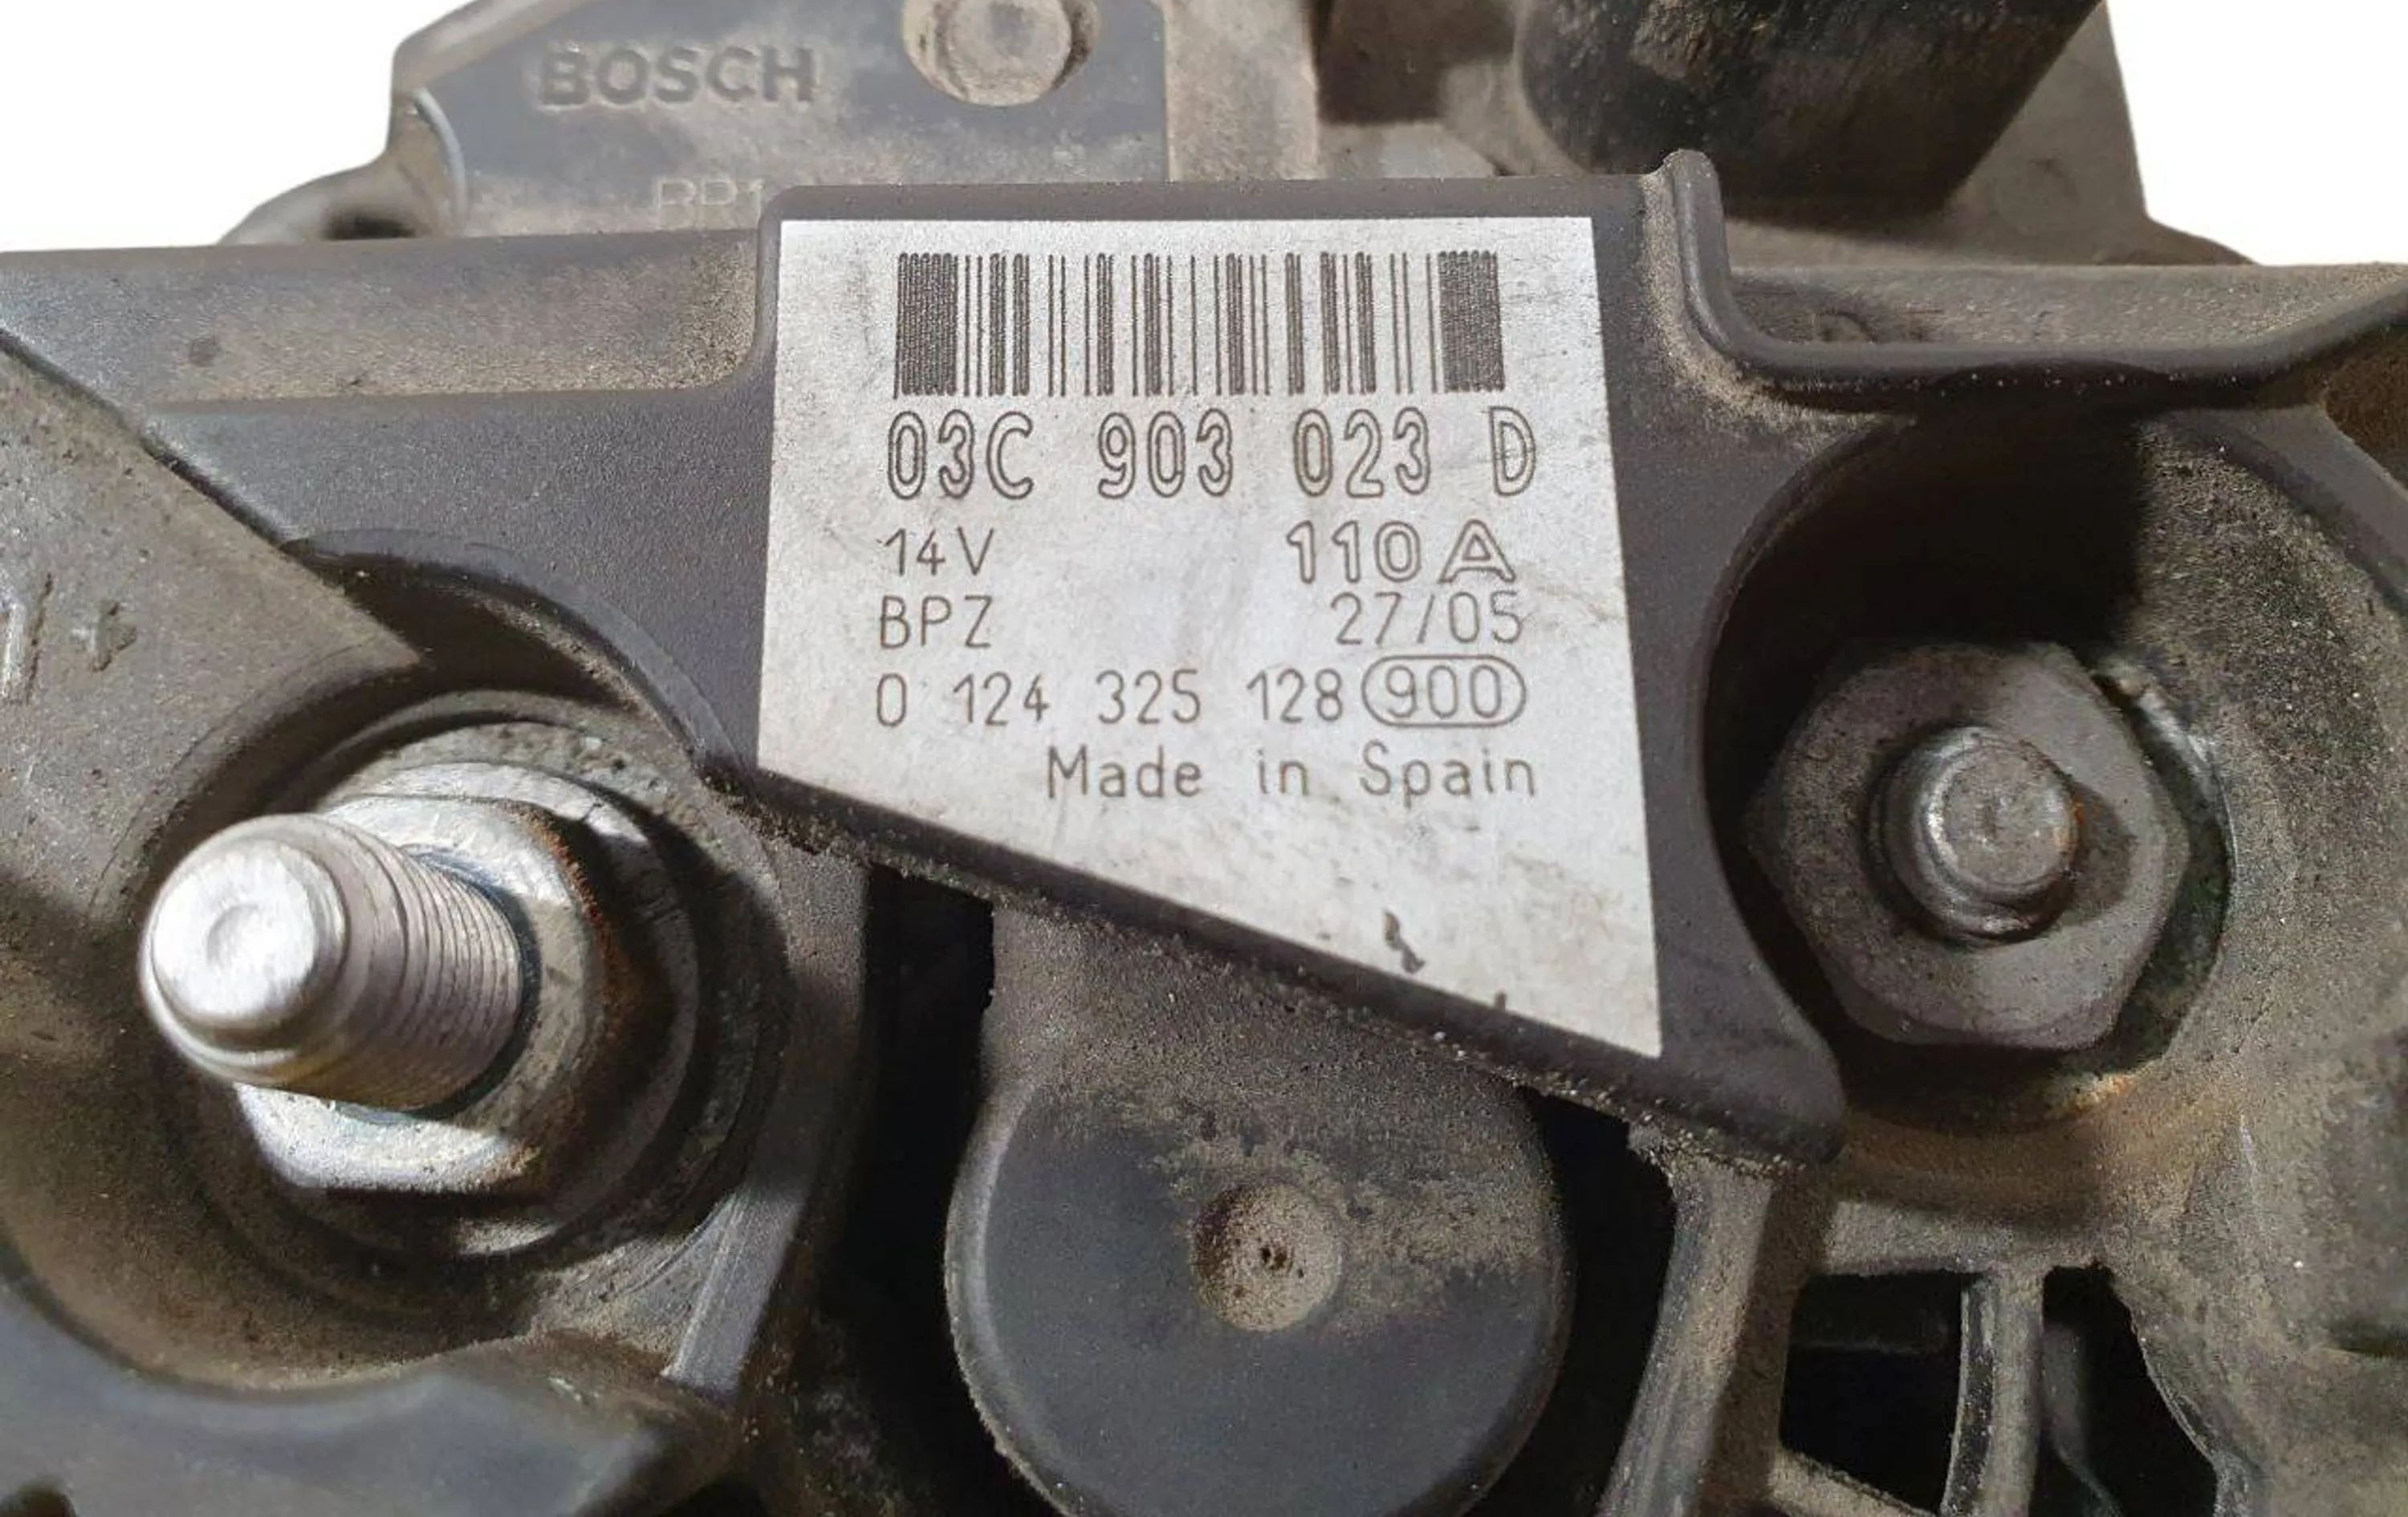 BOSCH
03C 903 023 D
14V 110A
BPZ 27/05
0 124 325 128 900
Made in Spain